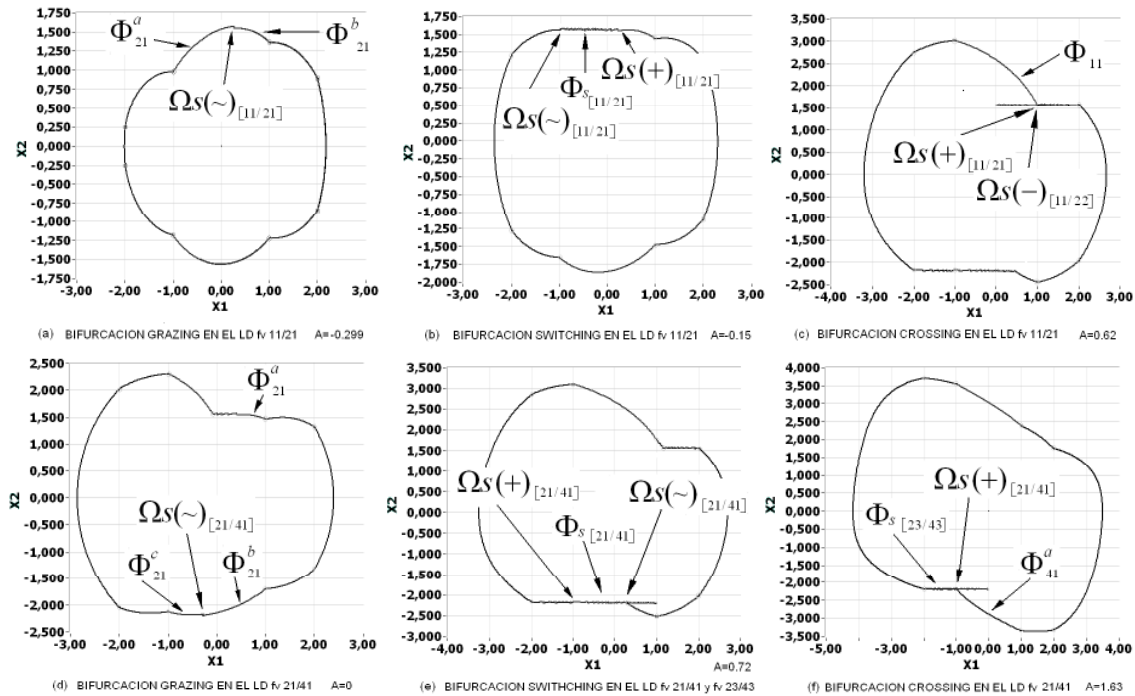 1,750
1,500
1,250
1,000
0,750
0,500
0,250
0,000
-0,250
-0,500
-0,750
-1,000
-1,250
-1,500
-1,750
X2
-3,00 -2,00 -1,00 0,00 1,00 2,00 3,00
X1
Φ^a_21
Φ^b_21
Ωs(~)[11/21]
(a) BIFURCACION GRAZING EN EL LD fv 11/21 A=-0.299
1,750
1,500
1,250
1,000
0,750
0,500
0,250
0,000
-0,250
-0,500
-0,750
-1,000
-1,250
-1,500
-1,750
-2,000
X2
-3,00 -2,00 -1,00 0,00 1,00 2,00 3,00
X1
Ωs(+)[11/21]
Φs[11/21]
Ωs(~)[11/21]
(b) BIFURCACION SWITCHING EN EL LD fv 11/21 A=-0.15
3,500
3,000
2,500
2,000
1,500
1,000
0,500
0,000
-0,500
-1,000
-1,500
-2,000
-2,500
X2
-4,00 -3,00 -2,00 -1,00 0,00 1,00 2,00 3,00
X1
Φ11
Ωs(+)[11/21]
Ωs(−)[11/22]
(c) BIFURCACION CROSSING EN EL LD fv 11/21 A=0.62
2,500
2,000
1,500
1,000
0,500
0,000
-0,500
-1,000
-1,500
-2,000
-2,500
X2
-3,00 -2,00 -1,00 0,00 1,00 2,00 3,00
X1
Φ^a_21
Ωs(~)[21/41]
Φ^c_21
Φ^b_21
(d) BIFURCACION GRAZING EN EL LD fv 21/41 A=0
3,500
3,000
2,500
2,000
1,500
1,000
0,500
0,000
-0,500
-1,000
-1,500
-2,000
-2,500
-3,000
X2
-4,00 -3,00 -2,00 -1,00 0,00 1,00 2,00 3,00
X1
Ωs(+)[21/41]
Ωs(~)[21/41]
Φs[21/41]
A=0.72
(e) BIFURCACION SWITHCHING EN EL LD fv 21/41 y fv 23/43
4,000
3,500
3,000
2,500
2,000
1,500
1,000
0,500
0,000
-0,500
-1,000
-1,500
-2,000
-2,500
-3,000
-3,500
X2
-5,00 -4,00 -3,00 -2,00 -1,00 0,00 1,00 2,00 3,00 4,00
X1
Ωs(+)[21/41]
Φs[23/43]
Φ^a_41
(f) BIFURCACION CROSSING EN EL LD fv 21/41 A=1.63